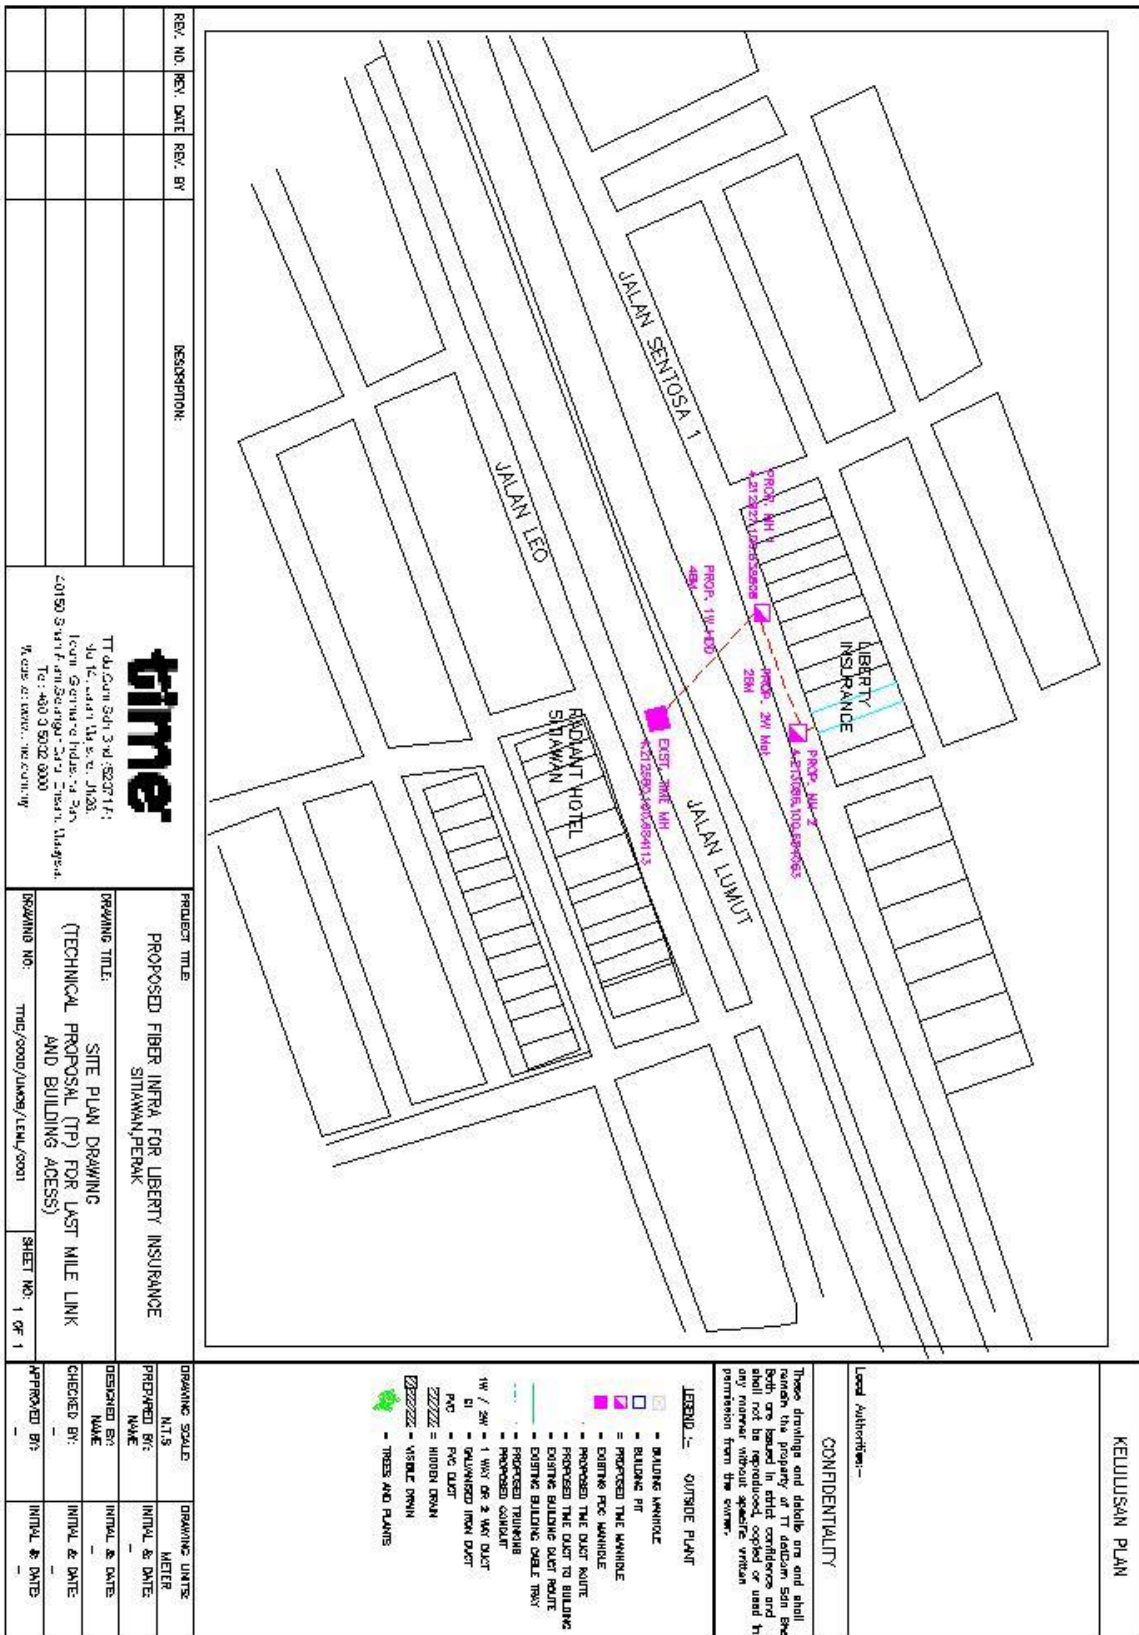 KELULUSAN PLAN
Local Authorities:-
CONFIDENTIALITY
These drawings and details are and shall
remain the property of TT dotCom Sdn Bhd
Both are issued in strict confidence and
shall not be reproduced, copied or used in
any manner without specific written
permission from the owner.
LEGEND :- OUTSIDE PLANT
- BUILDING MANHOLE
- BUILDING PIT
= PROPOSED TIME MANHOLE
- EXISTING PDC MANHOLE
- PROPOSED TIME DUCT ROUTE
- PROPOSED TIME DUCT TO BUILDING
- EXISTING BUILDING DUCT ROUTE
- EXISTING BUILDING CABLE TRAY
- PROPOSED TRUNKING
- PROPOSED CONDUIT
1W / 2W - 1 WAY OR 2 WAY DUCT
GI - GALVANISED IRON DUCT
PVC - PVC DUCT
= HIDDEN DRAIN
- VISIBLE DRAIN
- TREES AND PLANTS
JALAN SENTOSA 1
JALAN LEO
JALAN LUMUT
LIBERTY
INSURANCE
RADIANT HOTEL
SITIAWAN
PROP. MH
PROP. 1W HDD
48M
PROP. 2W
28M
PROP. MH 2
EXST. TIME MH
REV. NO.
REV. DATE
REV. BY
DESCRIPTION:
time
PROJECT TITLE:
PROPOSED FIBER INFRA FOR LIBERTY INSURANCE
SITIAWAN,PERAK
DRAWING TITLE:
SITE PLAN DRAWING
(TECHNICAL PROPOSAL (TP) FOR LAST MILE LINK
AND BUILDING ACESS)
DRAWING NO:
SHEET NO: 1 OF 1
DRAWING SCALE:
N.T.S
DRAWING UNITS:
METER
PREPARED BY:
NAME
INITIAL & DATE:
-
DESIGNED BY:
NAME
INITIAL & DATE:
-
CHECKED BY:
-
INITIAL & DATE:
-
APPROVED BY:
-
INITIAL & DATE:
-